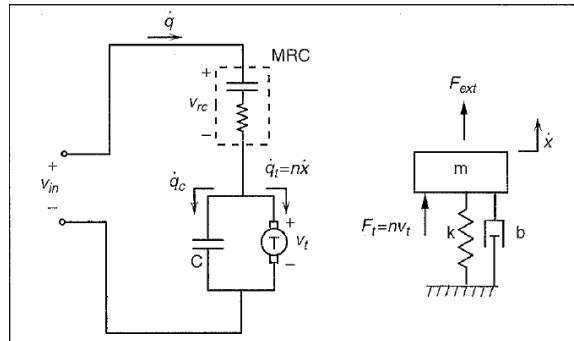 q̇
MRC
+
v_rc
−
+
v_in
−
q̇_c
q̇_t=nẋ
C
T
+
v_t
−
F_ext
ẋ
m
F_t=nv_t
k
b